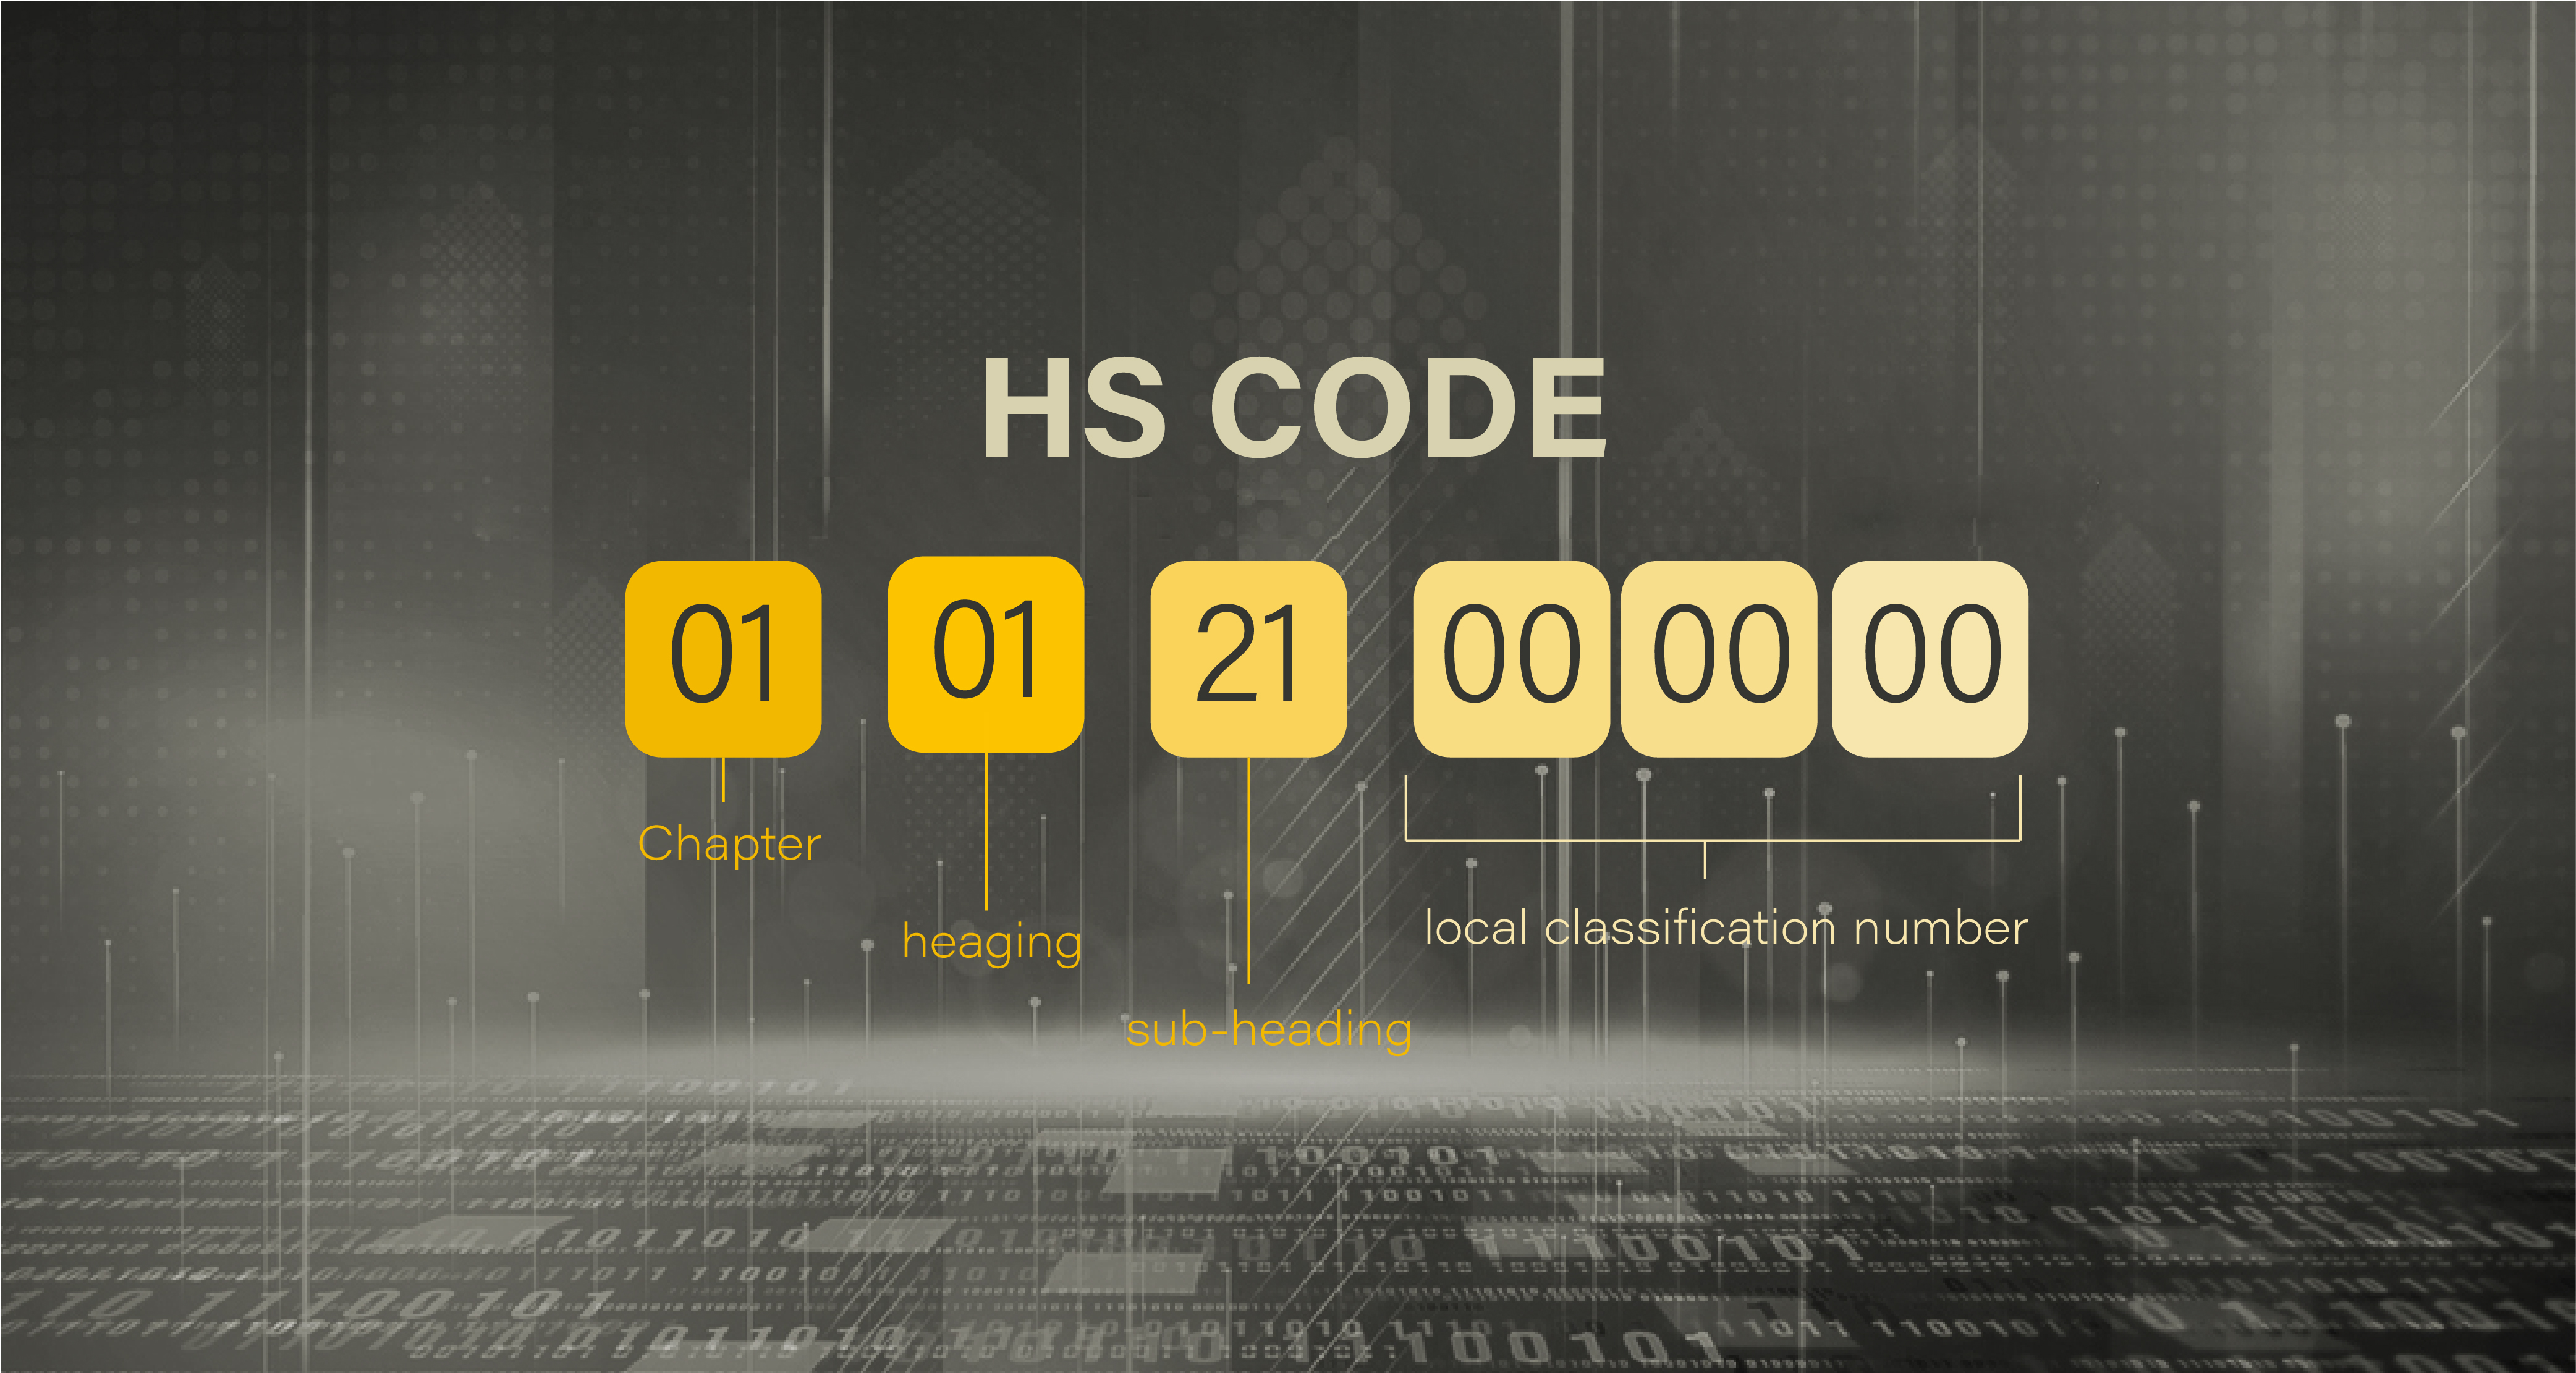 HS CODE
01 01 21 00 00 00
Chapter
heaging
local classification number
sub-heading